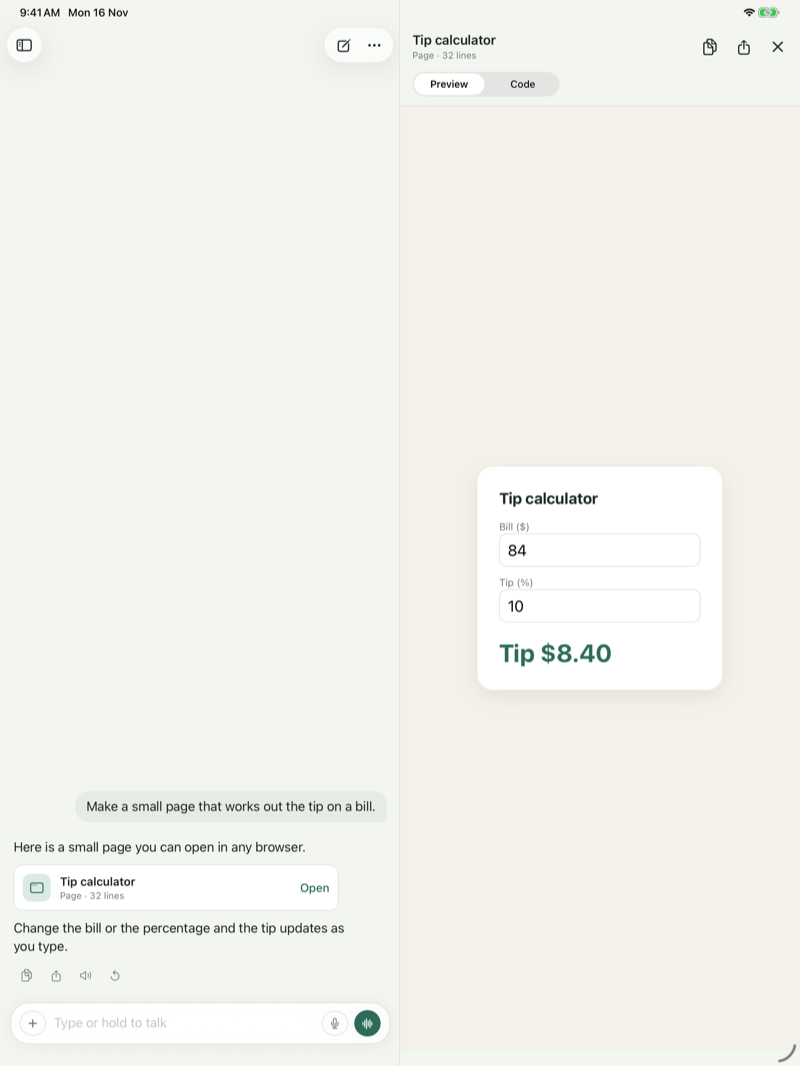 9:41 AM Mon 16 Nov
Make a small page that works out the tip on a bill.
Here is a small page you can open in any browser.
Tip calculator
Page · 32 lines
Open
Change the bill or the percentage and the tip updates as
you type.
Type or hold to talk
Tip calculator
Page · 32 lines
Preview
Code
Tip calculator
Bill ($)
84
Tip (%)
10
Tip $8.40